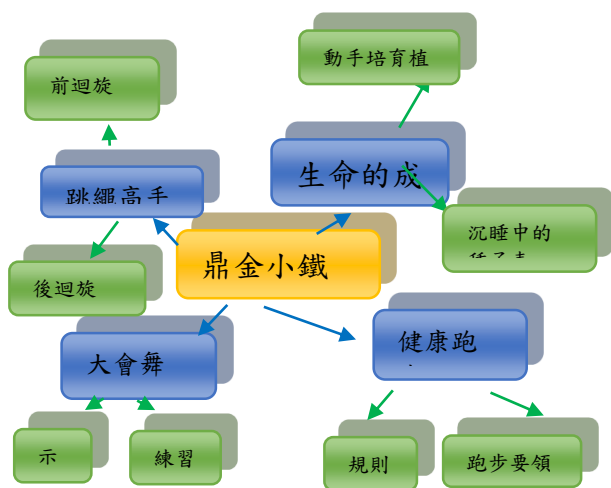 動手培育植
前迴旋
生命的成
跳繩高手
沉睡中的
鼎金小鐵
後迴旋
健康跑
大會舞
示
練習
規則
跑步要領